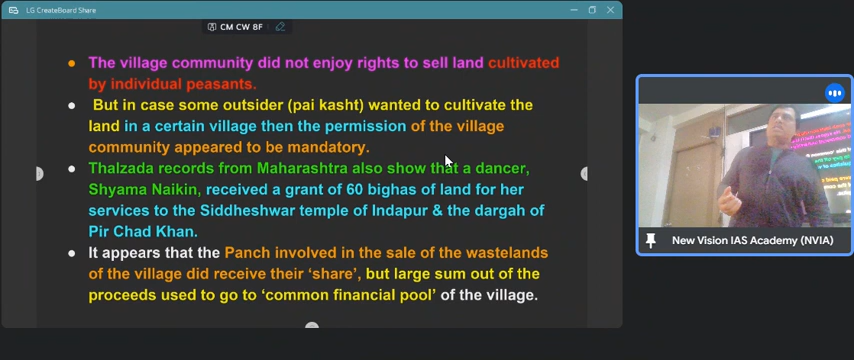 LG CreateBoard Share
CM CW BF
The village community did not enjoy rights to sell land cultivated
by individual peasants.
But in case some outsider (pai kasht) wanted to cultivate the
land in a certain village then the permission of the village
community appeared to be mandatory.
Thalzada records from Maharashtra also show that a dancer,
Shyama Naikin, received a grant of 60 bighas of land for her
services to the Siddheshwar temple of Indapur & the dargah of
Pir Chad Khan.
It appears that the Panch involved in the sale of the wastelands
of the village did receive their ‘share’, but large sum out of the
proceeds used to go to ‘common financial pool’ of the village.
New Vision IAS Academy (NVIA)